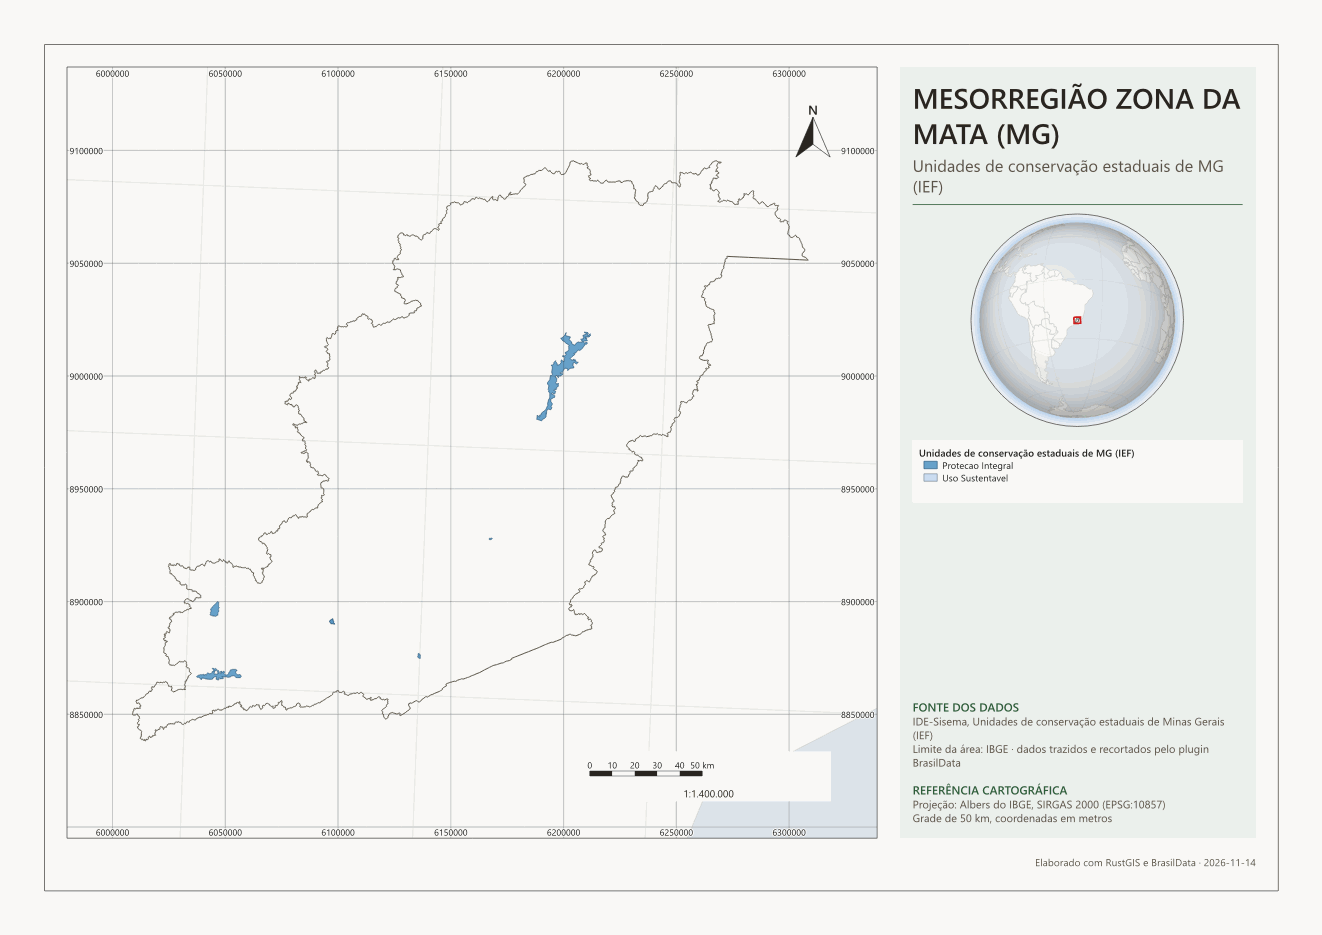 6000000 6050000 6100000 6150000 6200000 6250000 6300000
N
9100000 9100000
9050000 9050000
9000000 9000000
8950000 8950000
8900000 8900000
8850000 8850000
0 10 20 30 40 50 km
1:1.400.000
6000000 6050000 6100000 6150000 6200000 6250000 6300000
MESORREGIÃO ZONA DA
MATA (MG)
Unidades de conservação estaduais de MG
(IEF)
Unidades de conservação estaduais de MG (IEF)
Protecao Integral
Uso Sustentavel
FONTE DOS DADOS
IDE-Sisema, Unidades de conservação estaduais de Minas Gerais
(IEF)
Limite da área: IBGE · dados trazidos e recortados pelo plugin
BrasilData
REFERÊNCIA CARTOGRÁFICA
Projeção: Albers do IBGE, SIRGAS 2000 (EPSG:10857)
Grade de 50 km, coordenadas em metros
Elaborado com RustGIS e BrasilData · 2026-11-14